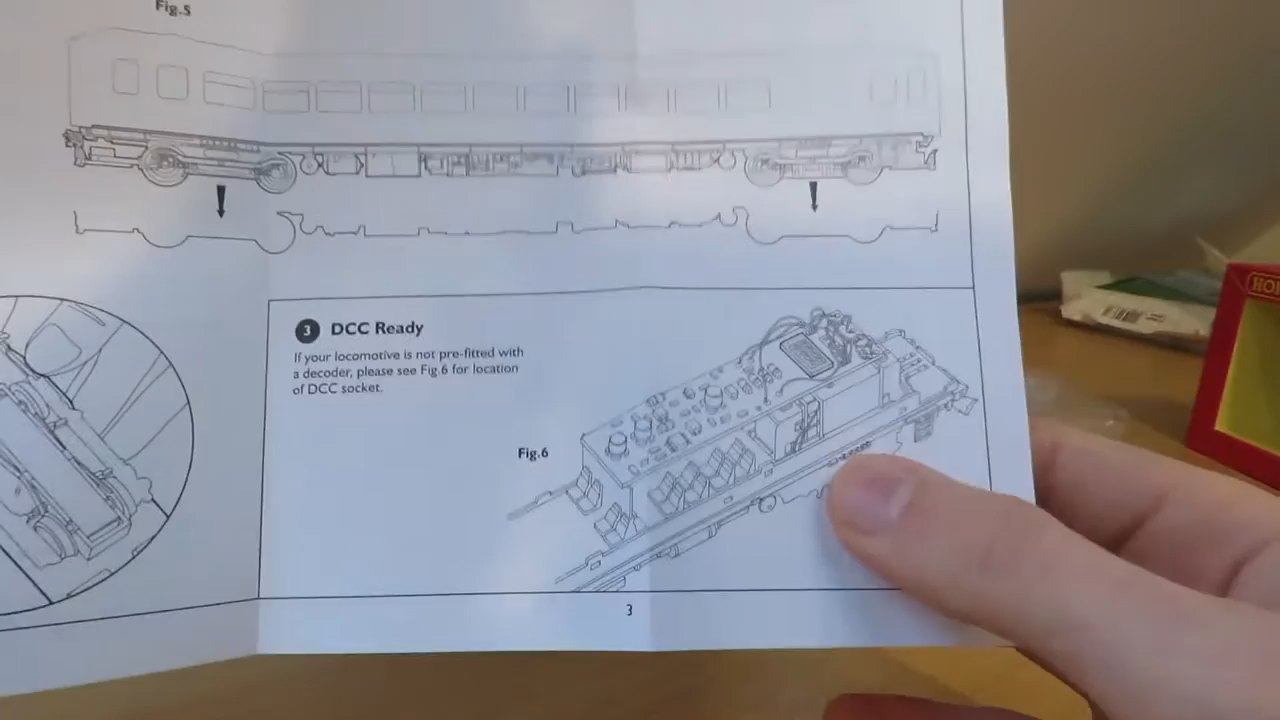 Fig.5
3 DCC Ready
If your locomotive is not pre-fitted with
a decoder, please see Fig.6 for location
of DCC socket.
Fig.6
3